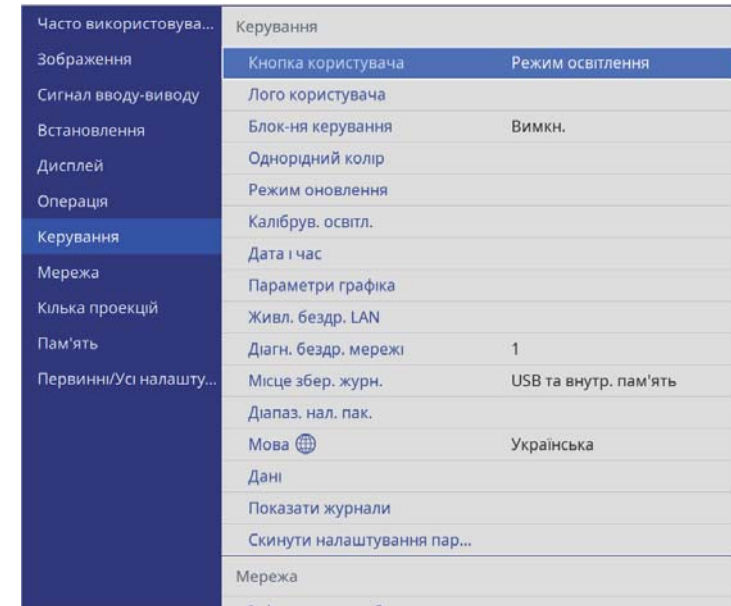 Часто використовува...
Зображення
Сигнал вводу-виводу
Встановлення
Дисплей
Операція
Керування
Мережа
Кілька проекцій
Пам'ять
Первинні/Усі налашту...
Керування
Кнопка користувача Режим освітлення
Лого користувача
Блок-ня керування Вимкн.
Однорідний колір
Режим оновлення
Калібрув. освітл.
Дата і час
Параметри графіка
Живл. бездр. LAN
Діагн. бездр. мережі 1
Місце збер. журн. USB та внутр. пам'ять
Діапаз. нал. пак.
Мова Українська
Дані
Показати журнали
Скинути налаштування пар...
Мережа